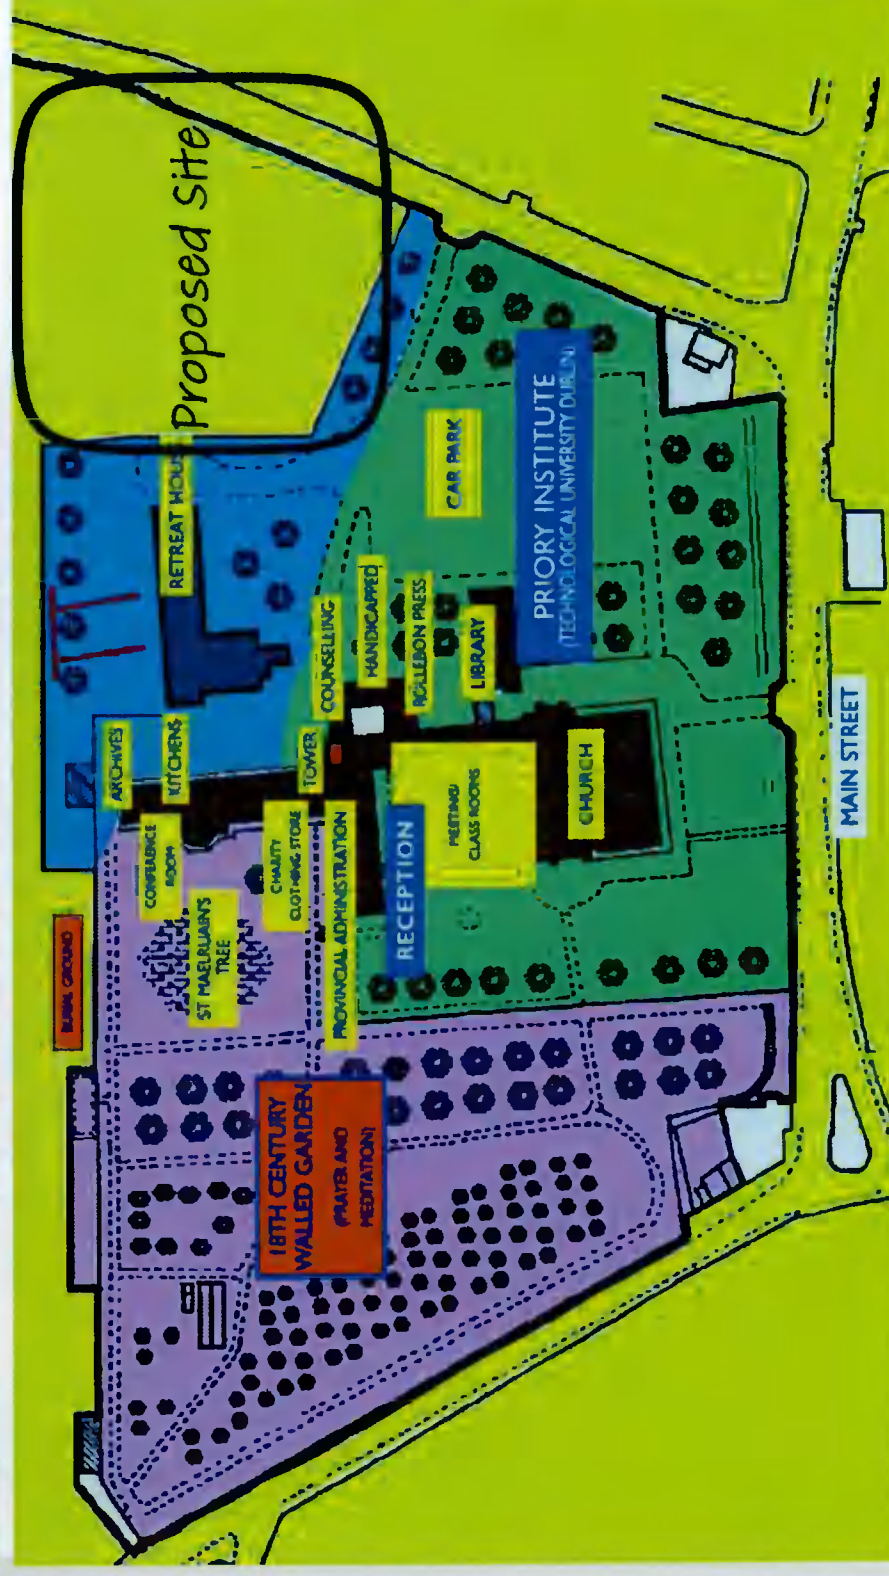 BURIAL GROUND
ARCHIVES
CONFERENCE
ROOM
KITCHENS
RETREAT HOUS
Proposed Site
ST MAELRUAIN'S
TREE
CHARITY
CLOTHING STORE
TOWER
18TH CENTURY
WALLED GARDEN
(PRAYER AND
MEDITATION)
COUNSELLING
PROVINCIAL ADMINISTRATION
HANDICAPPED
RECEPTION
ROLLEBON PRESS
CAR PARK
MEETING/
CLASS ROOMS
LIBRARY
PRIORY INSTITUTE
(TECHNOLOGICAL UNIVERSITY DUBLIN)
CHURCH
MAIN STREET